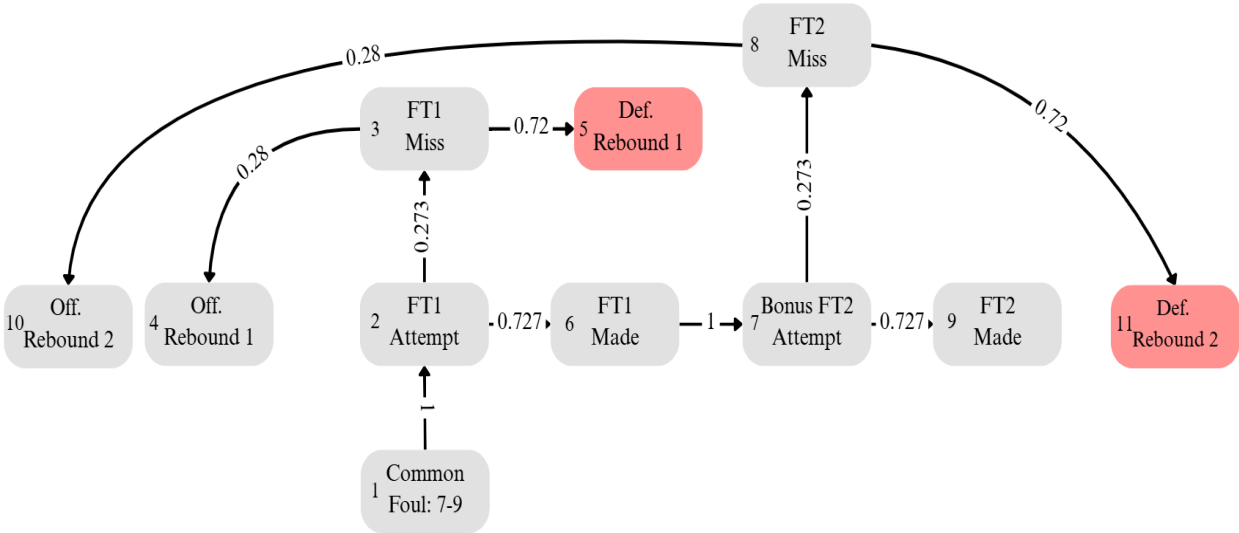 8 FT2
Miss
0.28
0.72
3 FT1
Miss
0.72
5 Def.
Rebound 1
0.28
0.273
0.273
10 Off.
Rebound 2
4 Off.
Rebound 1
2 FT1
Attempt
0.727
6 FT1
Made
1
7 Bonus FT2
Attempt
0.727
9 FT2
Made
11 Def.
Rebound 2
1
1 Common
Foul: 7-9